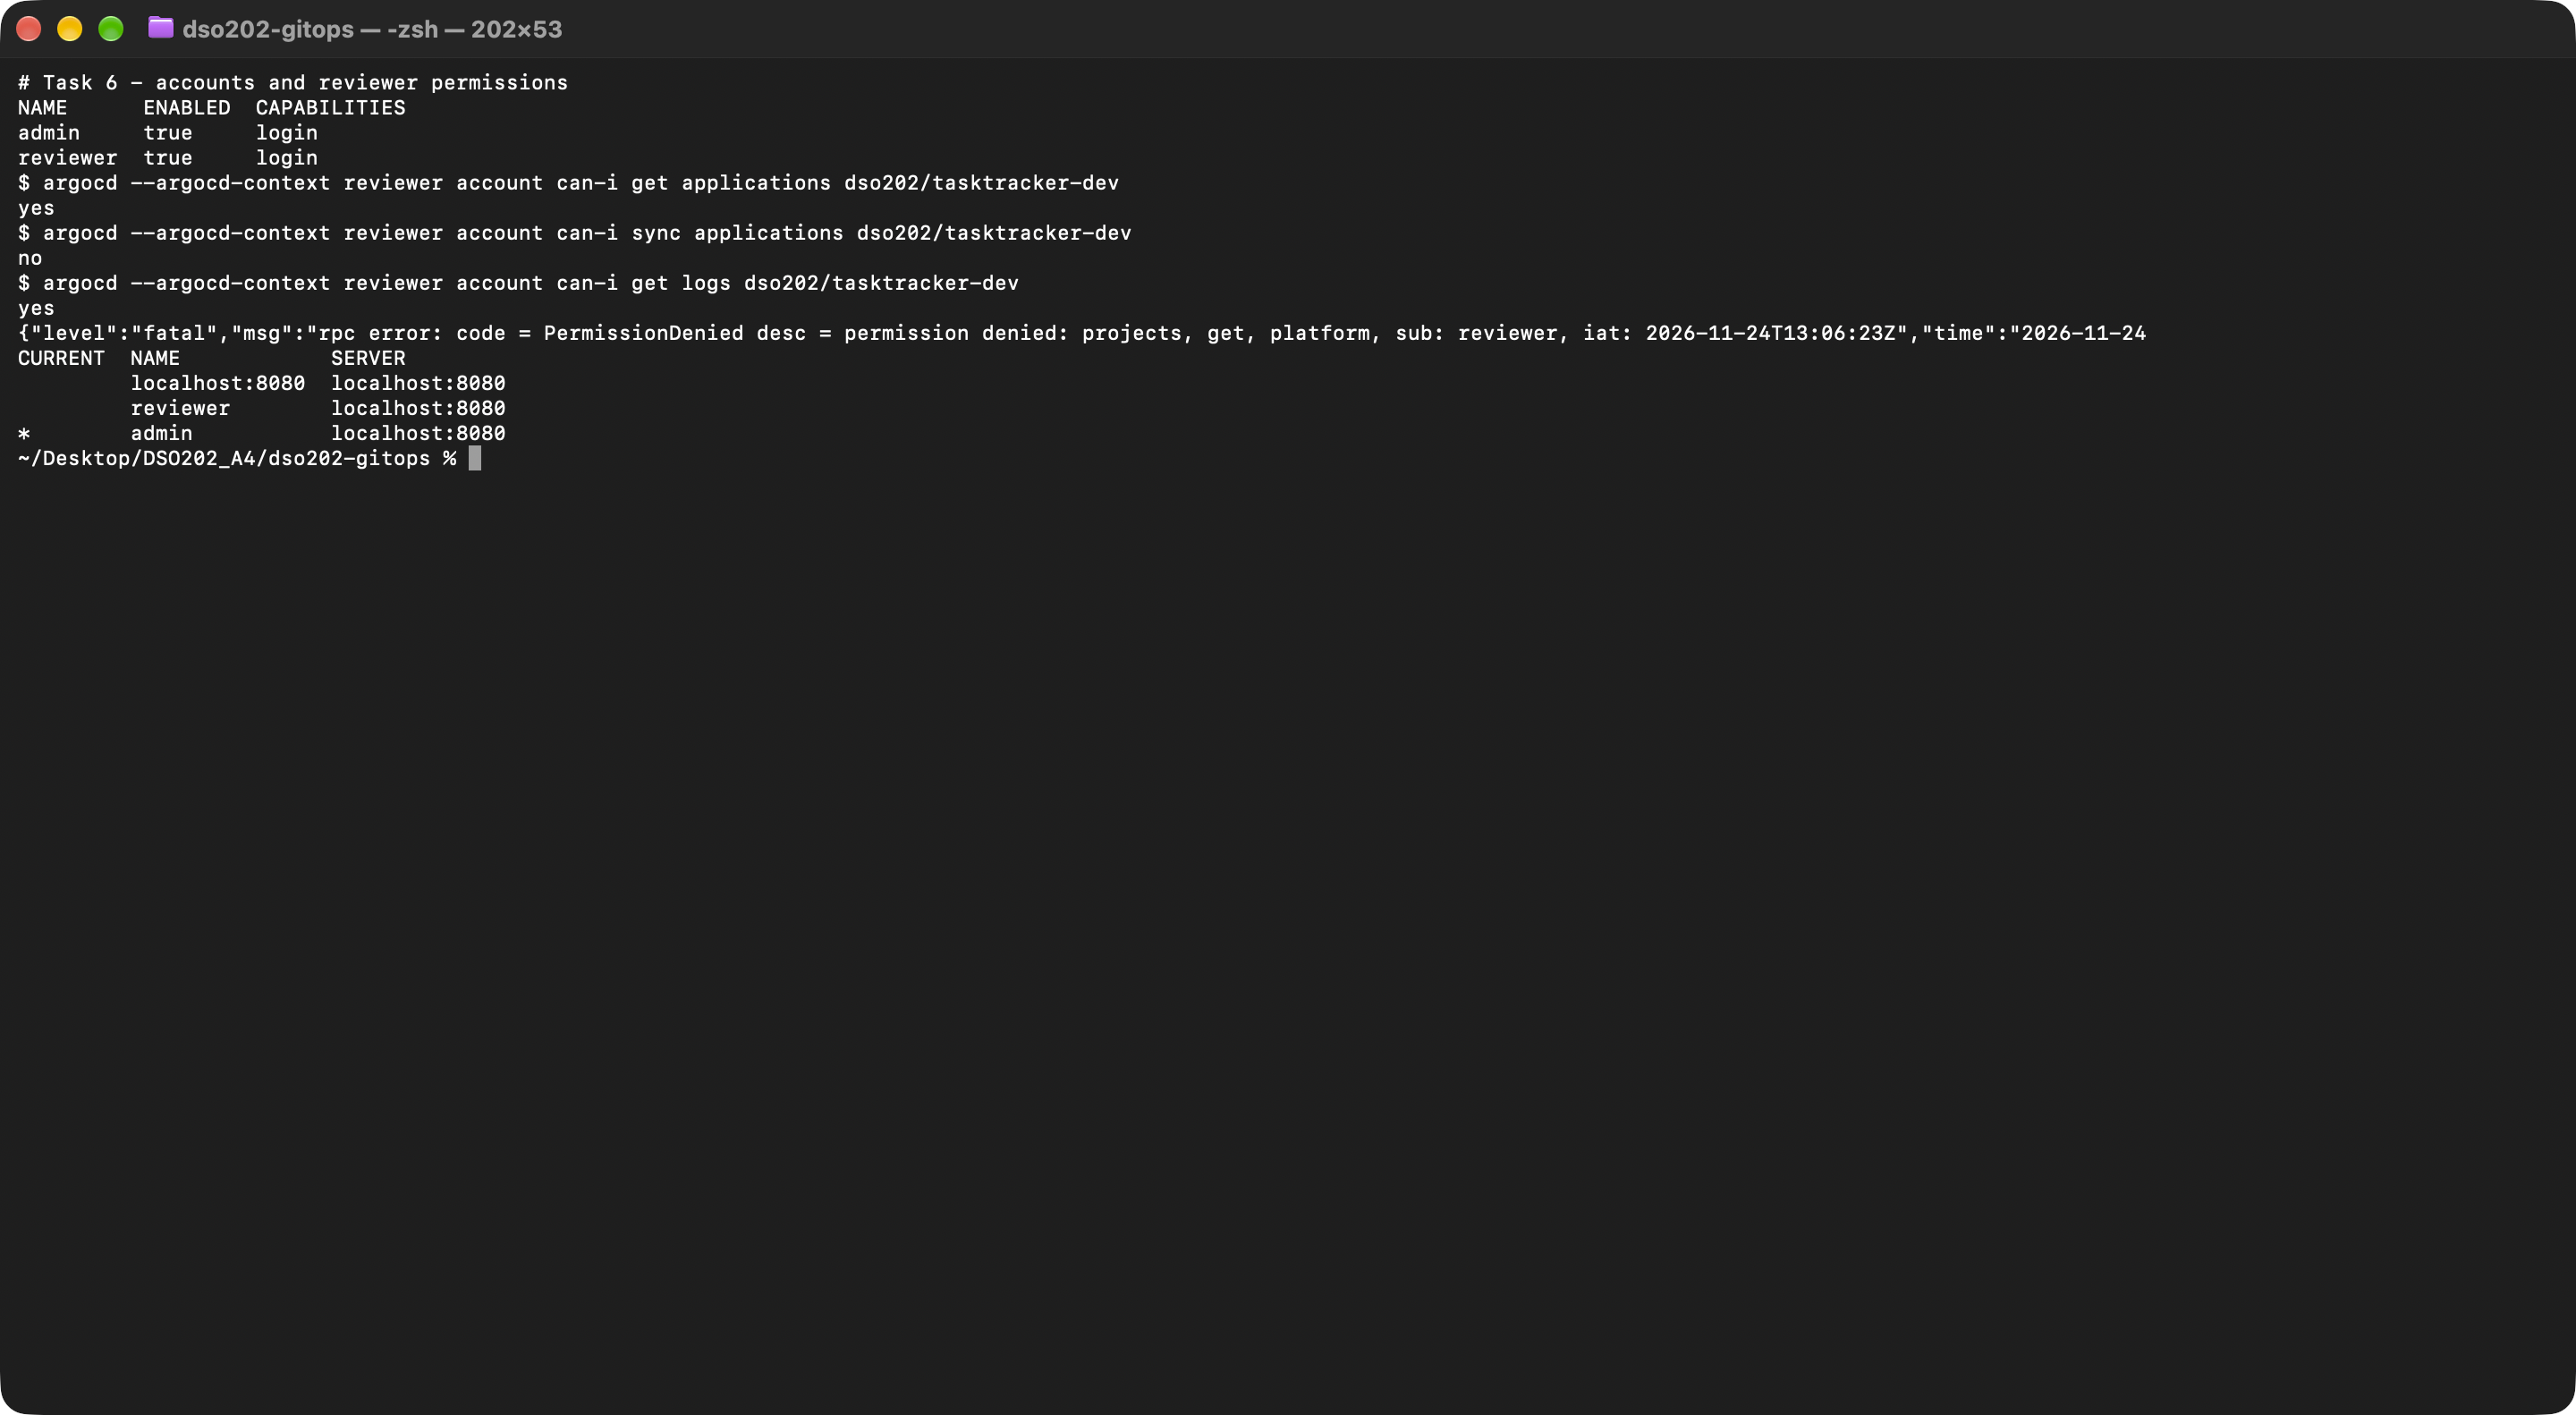 dso202-gitops — -zsh — 202×53
# Task 6 — accounts and reviewer permissions
NAME      ENABLED  CAPABILITIES
admin     true     login
reviewer  true     login
$ argocd --argocd-context reviewer account can-i get applications dso202/tasktracker-dev
yes
$ argocd --argocd-context reviewer account can-i sync applications dso202/tasktracker-dev
no
$ argocd --argocd-context reviewer account can-i get logs dso202/tasktracker-dev
yes
{"level":"fatal","msg":"rpc error: code = PermissionDenied desc = permission denied: projects, get, platform, sub: reviewer, iat: 2026-11-24T13:06:23Z","time":"2026-11-24
CURRENT  NAME            SERVER
         localhost:8080  localhost:8080
         reviewer        localhost:8080
*        admin           localhost:8080
~/Desktop/DSO202_A4/dso202-gitops %